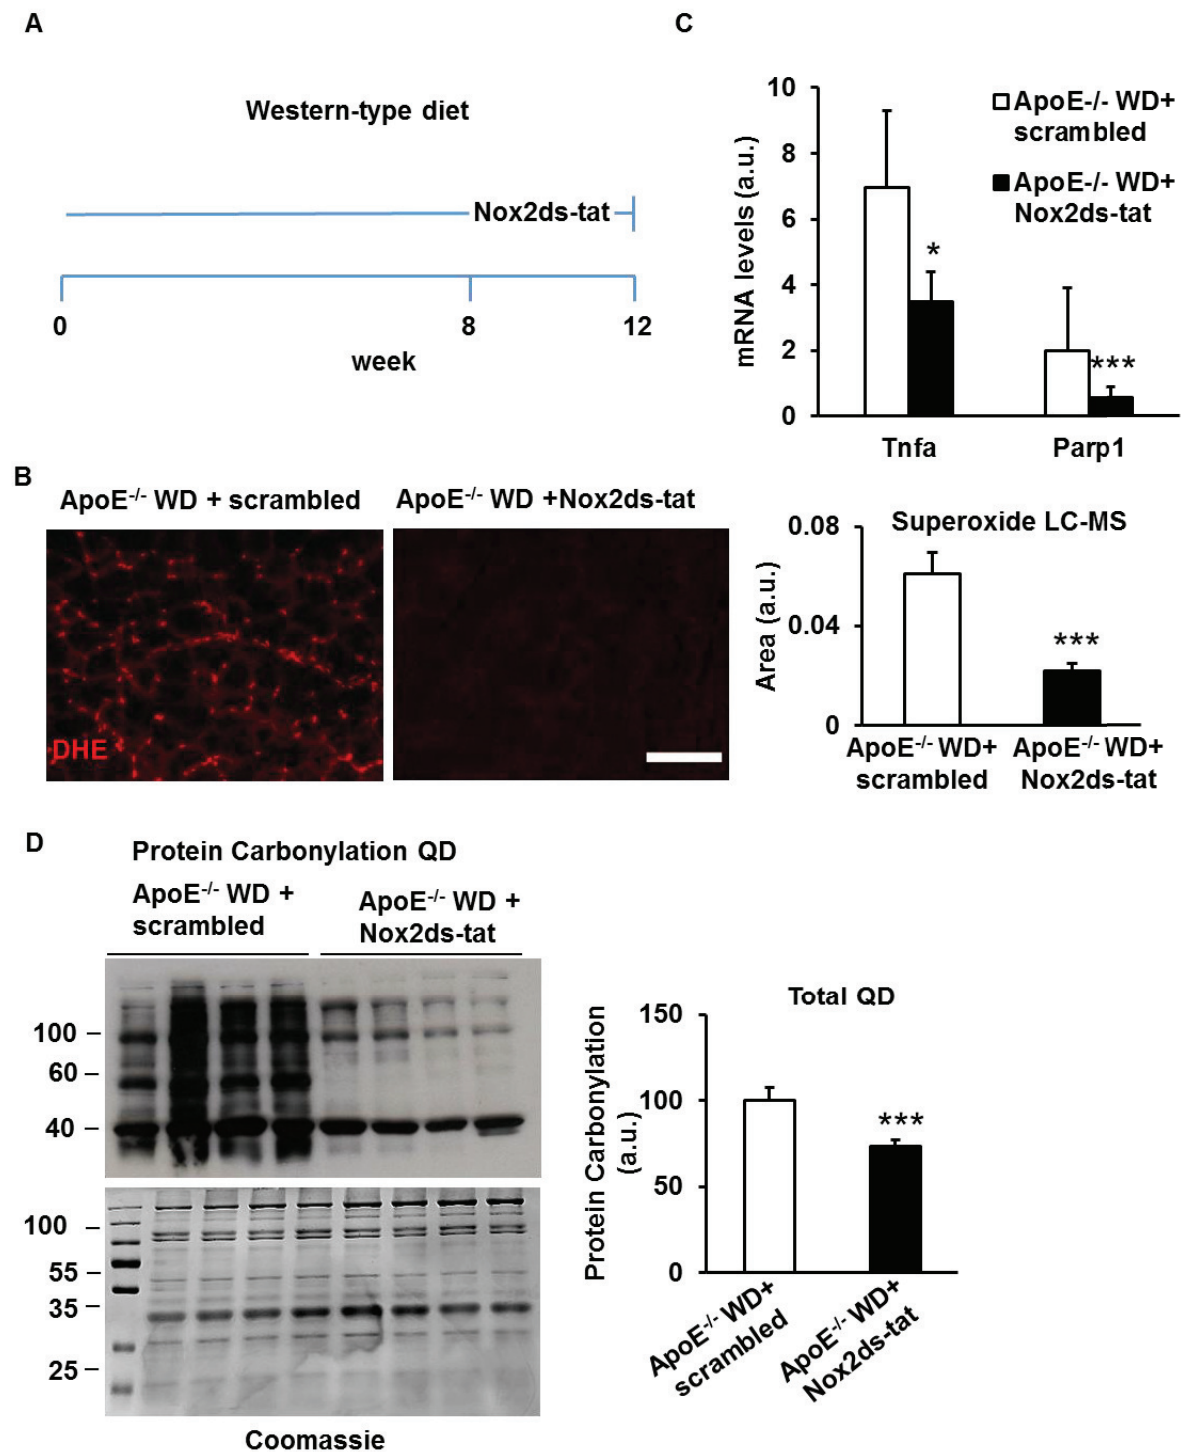 A
Western-type diet
Nox2ds-tat
0
8
12
week
C
10
8
6
4
2
0
mRNA levels (a.u.)
ApoE-/- WD+
scrambled
ApoE-/- WD+
Nox2ds-tat
*
***
Tnfa
Parp1
B
ApoE-/- WD + scrambled
ApoE-/- WD +Nox2ds-tat
DHE
Superoxide LC-MS
0.08
0.04
0
Area (a.u.)
***
ApoE-/- WD+
scrambled
ApoE-/- WD+
Nox2ds-tat
D
Protein Carbonylation QD
ApoE-/- WD +
scrambled
ApoE-/- WD +
Nox2ds-tat
100
60
40
100
55
35
25
Coomassie
Total QD
150
100
50
0
Protein Carbonylation
(a.u.)
***
ApoE-/- WD+
scrambled
ApoE-/- WD+
Nox2ds-tat